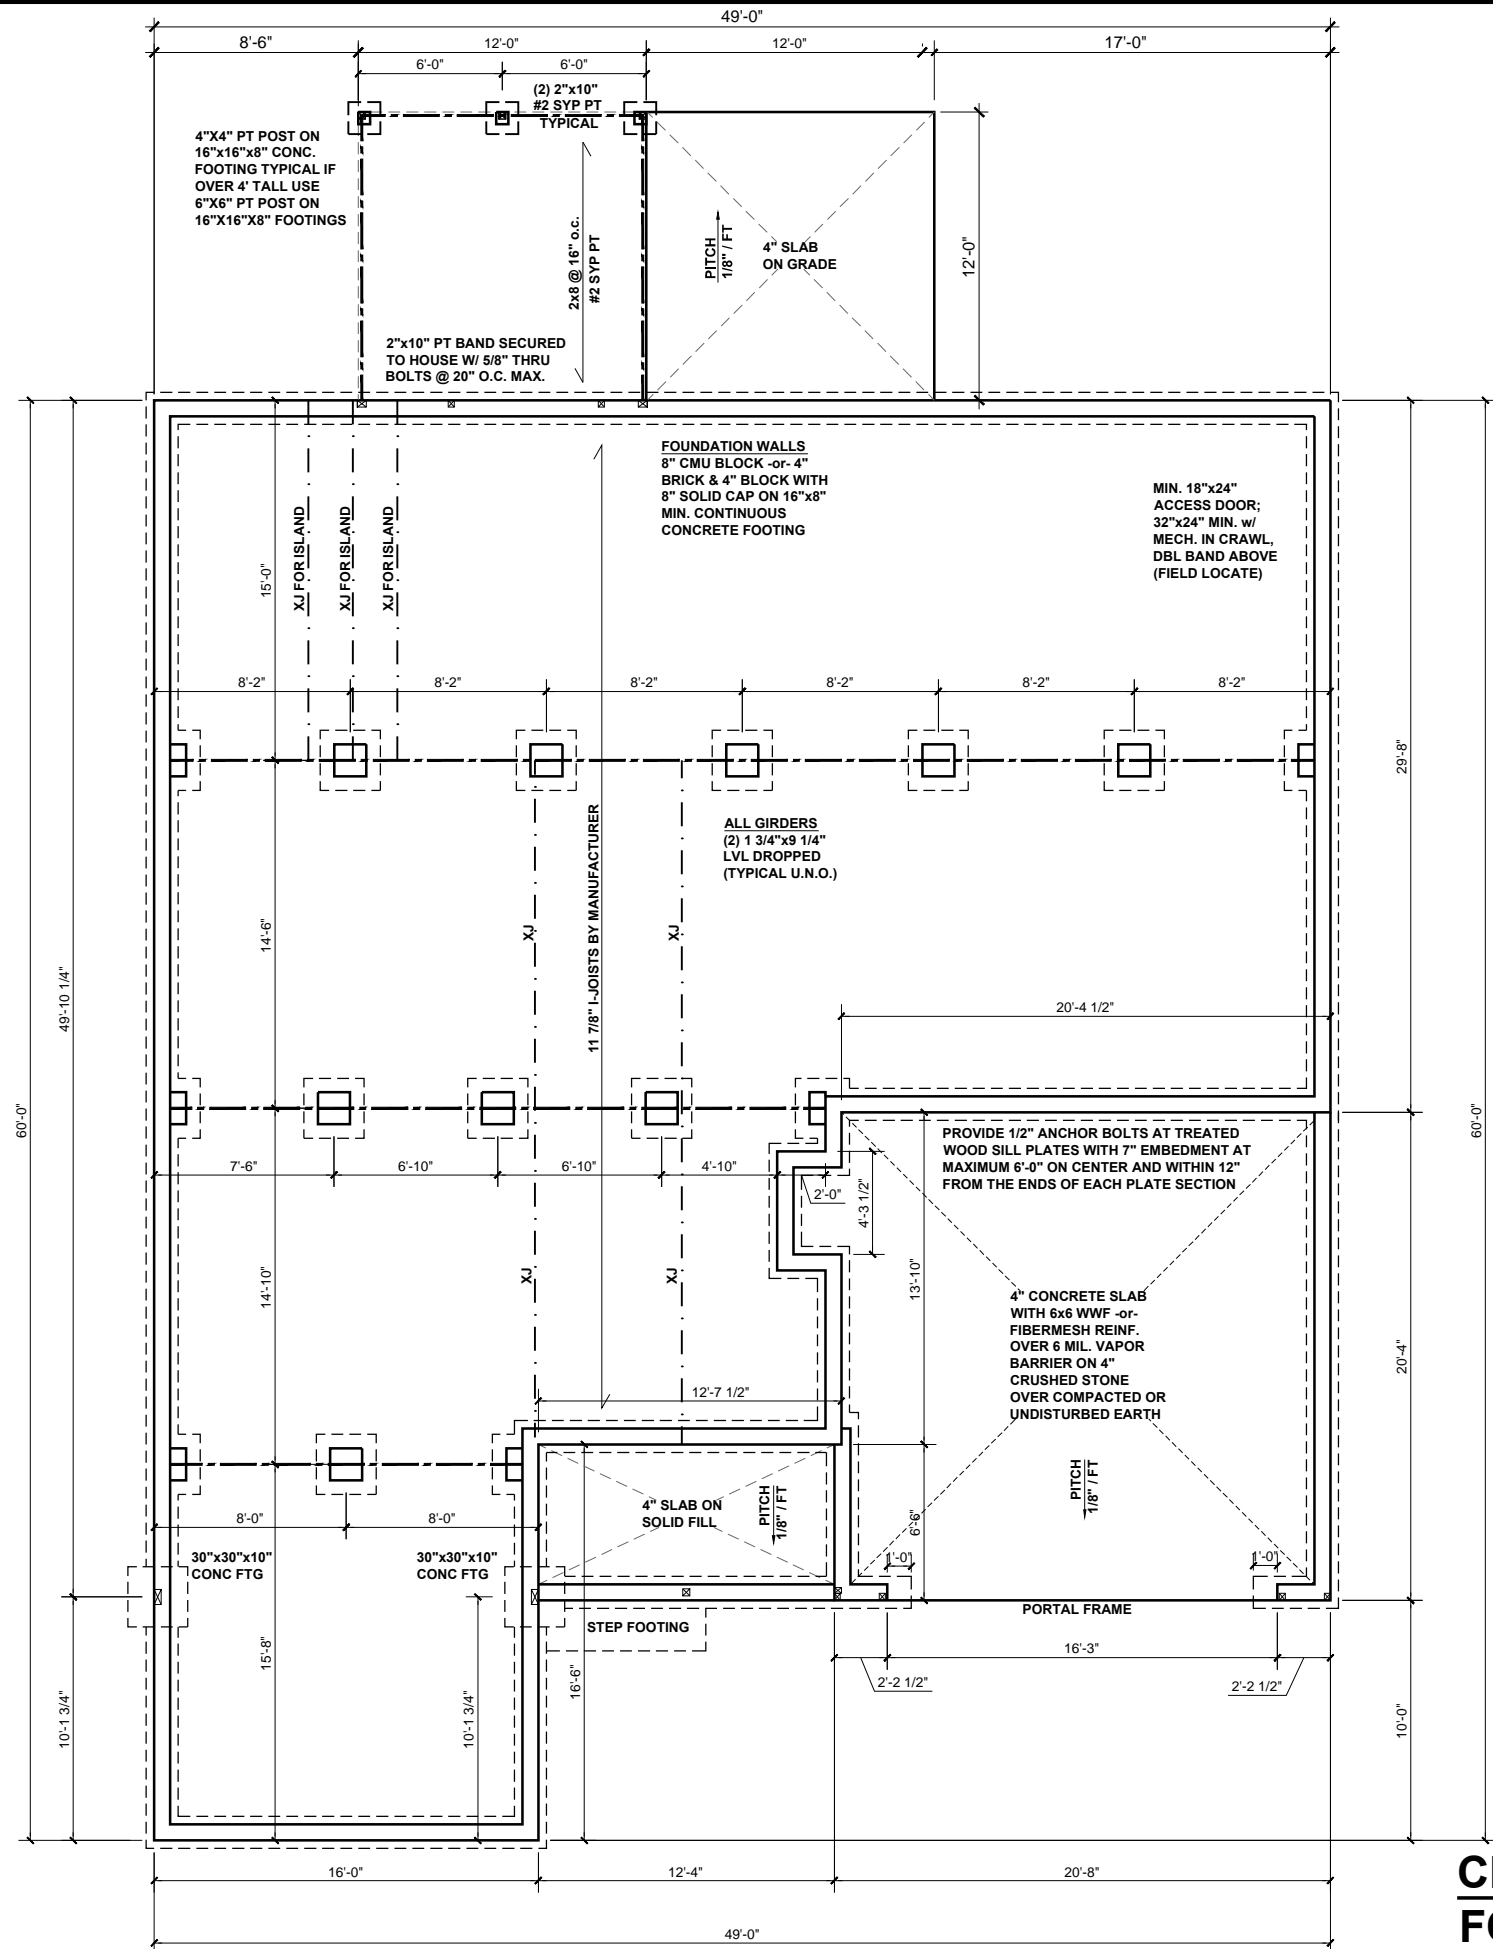 49'-0"
8'-6"
12'-0"
12'-0"
17'-0"
6'-0"
6'-0"
(2) 2"x10"
#2 SYP PT
TYPICAL
4"X4" PT POST ON
16"x16"x8" CONC.
FOOTING TYPICAL IF
OVER 4' TALL USE
6"X6" PT POST ON
16"X16"X8" FOOTINGS
2x8 @ 16" o.c.
#2 SYP PT
PITCH
1/8" / FT
4" SLAB
ON GRADE
12'-0"
2"x10" PT BAND SECURED
TO HOUSE W/ 5/8" THRU
BOLTS @ 20" O.C. MAX.
FOUNDATION WALLS
8" CMU BLOCK -or- 4"
BRICK & 4" BLOCK WITH
8" SOLID CAP ON 16"x8"
MIN. CONTINUOUS
CONCRETE FOOTING
MIN. 18"x24"
ACCESS DOOR;
32"x24" MIN. w/
MECH. IN CRAWL,
DBL BAND ABOVE
(FIELD LOCATE)
15'-0"
XJ FOR ISLAND
XJ FOR ISLAND
XJ FOR ISLAND
8'-2"
8'-2"
8'-2"
8'-2"
8'-2"
8'-2"
29'-8"
ALL GIRDERS
(2) 1 3/4"x9 1/4"
LVL DROPPED
(TYPICAL U.N.O.)
11 7/8" I-JOISTS BY MANUFACTURER
14'-6"
XJ
XJ
49'-10 1/4"
60'-0"
60'-0"
20'-4 1/2"
PROVIDE 1/2" ANCHOR BOLTS AT TREATED
WOOD SILL PLATES WITH 7" EMBEDMENT AT
MAXIMUM 6'-0" ON CENTER AND WITHIN 12"
FROM THE ENDS OF EACH PLATE SECTION
7'-6"
6'-10"
6'-10"
4'-10"
2'-0"
4'-3 1/2"
14'-10"
XJ
XJ
13'-10"
4" CONCRETE SLAB
WITH 6x6 WWF -or-
FIBERMESH REINF.
OVER 6 MIL. VAPOR
BARRIER ON 4"
CRUSHED STONE
OVER COMPACTED OR
UNDISTURBED EARTH
20'-4"
12'-7 1/2"
PITCH
1/8" / FT
4" SLAB ON
SOLID FILL
PITCH
1/8" / FT
6'-6"
8'-0"
8'-0"
30"x30"x10"
CONC FTG
30"x30"x10"
CONC FTG
1'-0"
1'-0"
PORTAL FRAME
STEP FOOTING
15'-8"
16'-6"
16'-3"
2'-2 1/2"
2'-2 1/2"
10'-1 3/4"
10'-1 3/4"
10'-0"
16'-0"
12'-4"
20'-8"
49'-0"